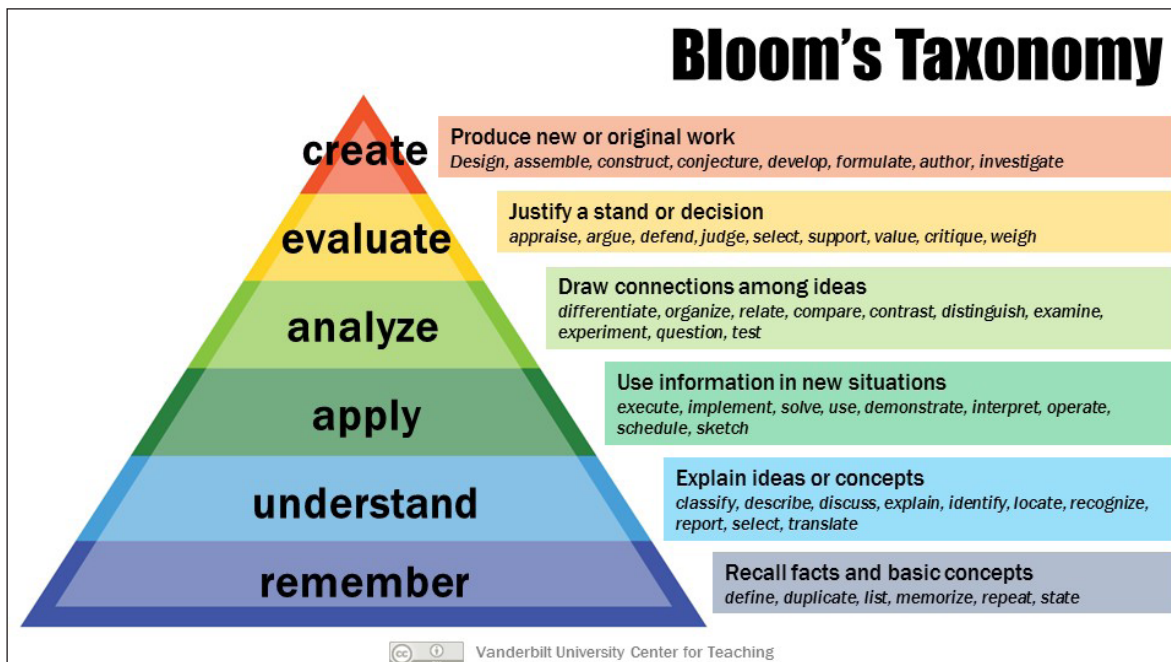 Bloom's Taxonomy
create
Produce new or original work
Design, assemble, construct, conjecture, develop, formulate, author, investigate
evaluate
Justify a stand or decision
appraise, argue, defend, judge, select, support, value, critique, weigh
analyze
Draw connections among ideas
differentiate, organize, relate, compare, contrast, distinguish, examine,
experiment, question, test
apply
Use information in new situations
execute, implement, solve, use, demonstrate, interpret, operate,
schedule, sketch
understand
Explain ideas or concepts
classify, describe, discuss, explain, identify, locate, recognize,
report, select, translate
remember
Recall facts and basic concepts
define, duplicate, list, memorize, repeat, state
cc Vanderbilt University Center for Teaching